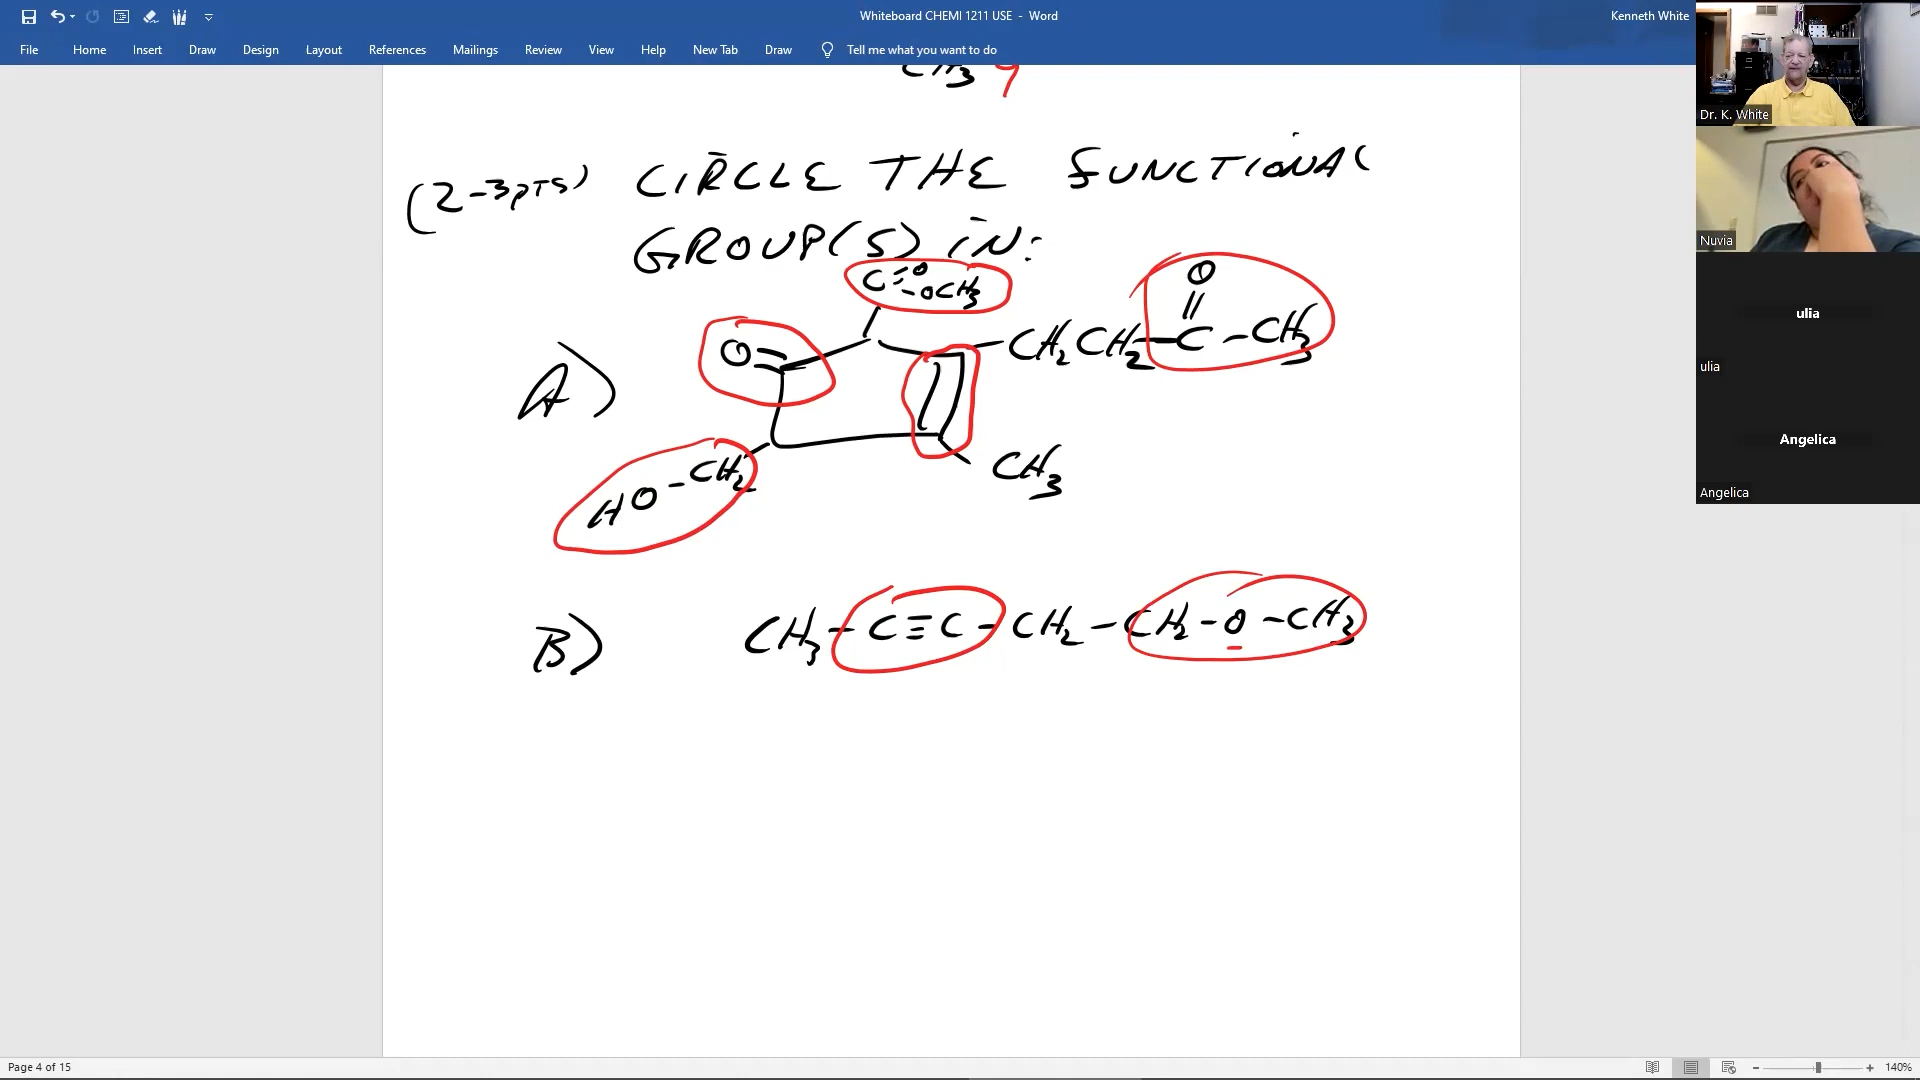 Whiteboard CHEMI 1211 USE - Word
Kenneth White
File Home Insert Draw Design Layout References Mailings Review View Help New Tab Draw Tell me what you want to do
CH3 9
(2-3pts) CIRCLE THE FUNCTIONAL
GROUP(S) IN:
C=O
-OCH3
O
||
A) O= -CH2CH2-C-CH3
HO-CH2 CH3
B) CH3-C≡C-CH2-CH2-O-CH3
Dr. K. White
Nuvia
ulia
ulia
Angelica
Angelica
Page 4 of 15
140%